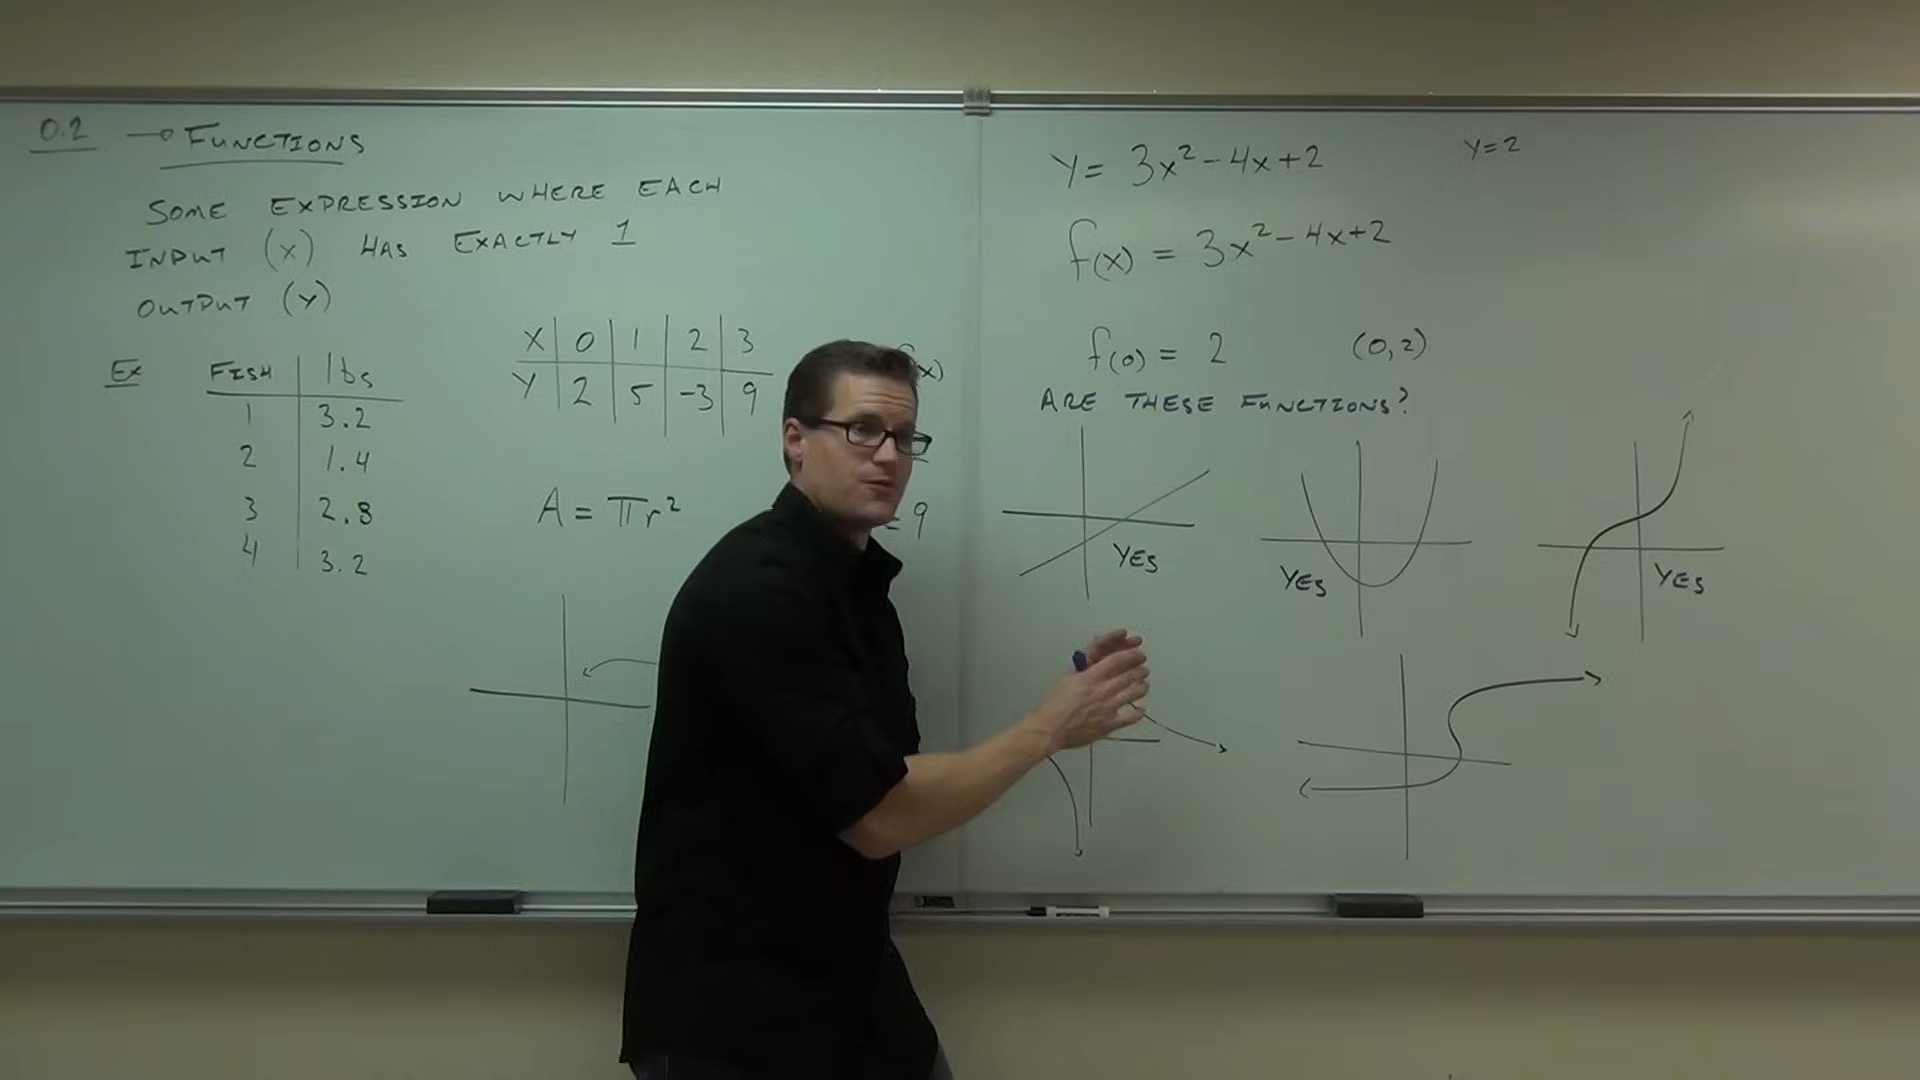 0.2 → FUNCTIONS
SOME EXPRESSION WHERE EACH
INPUT (X) HAS EXACTLY 1
OUTPUT (Y)
EX FISH lbs
1 3.2
2 1.4
3 2.8
4 3.2
X 0 1 2 3
Y 2 5 -3 9
A = πr²
(x)
= 9
Y = 3x² - 4x + 2
Y = 2
f(x) = 3x² - 4x + 2
f(0) = 2 (0,2)
ARE THESE FUNCTIONS?
YES
YES
YES